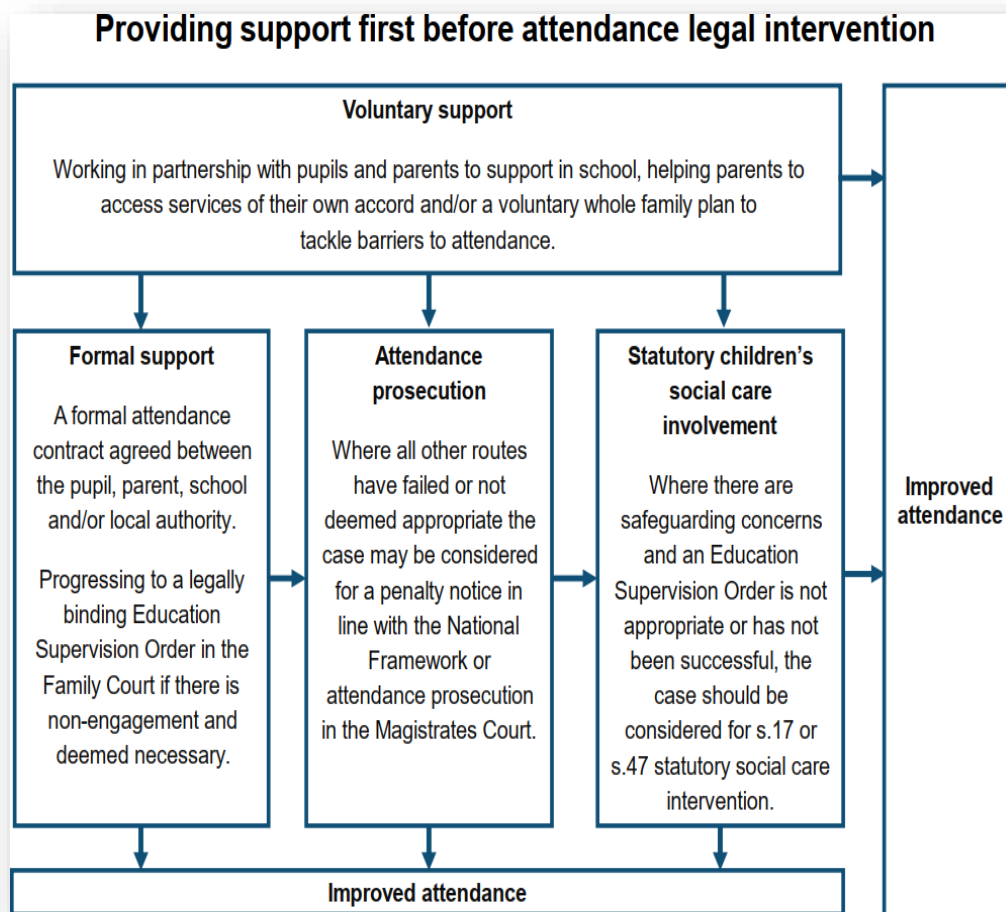 Providing support first before attendance legal intervention
Voluntary support
Working in partnership with pupils and parents to support in school, helping parents to
access services of their own accord and/or a voluntary whole family plan to
tackle barriers to attendance.
Formal support
A formal attendance
contract agreed between
the pupil, parent, school
and/or local authority.
Progressing to a legally
binding Education
Supervision Order in the
Family Court if there is
non-engagement and
deemed necessary.
Attendance
prosecution
Where all other routes
have failed or not
deemed appropriate the
case may be considered
for a penalty notice in
line with the National
Framework or
attendance prosecution
in the Magistrates Court.
Statutory children’s
social care
involvement
Where there are
safeguarding concerns
and an Education
Supervision Order is not
appropriate or has not
been successful, the
case should be
considered for s.17 or
s.47 statutory social care
intervention.
Improved
attendance
Improved attendance